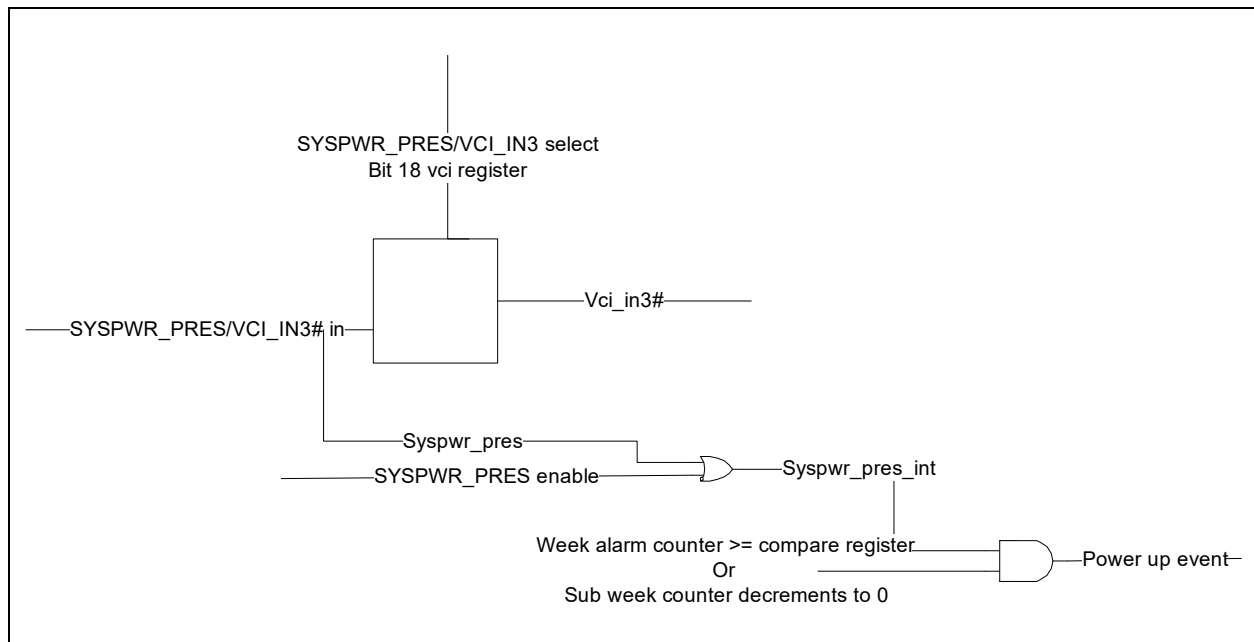 SYSPWR_PRES/VCI_IN3 select
Bit 18 vci register
Vci_in3#
SYSPWR_PRES/VCI_IN3# in
Syspwr_pres
SYSPWR_PRES enable
Syspwr_pres_int
Week alarm counter >= compare register
Or
Sub week counter decrements to 0
Power up event